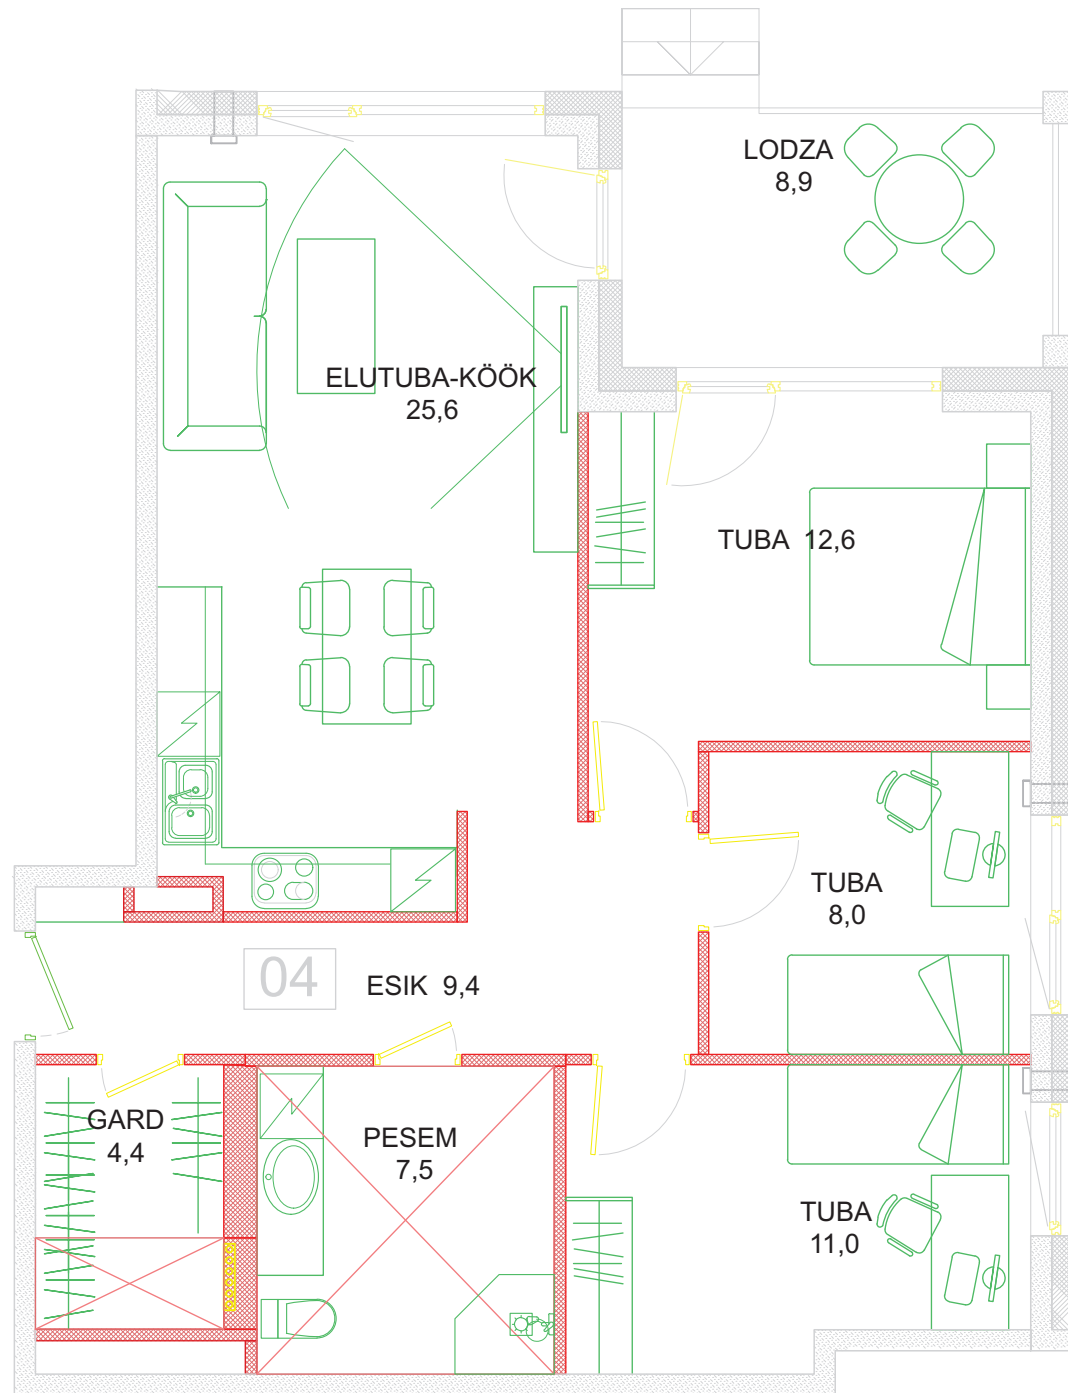 LODZA
8,9
ELUTUBA-KÖÖK
25,6
TUBA 12,6
TUBA
8,0
04
ESIK 9,4
GARD
4,4
PESEM
7,5
TUBA
11,0